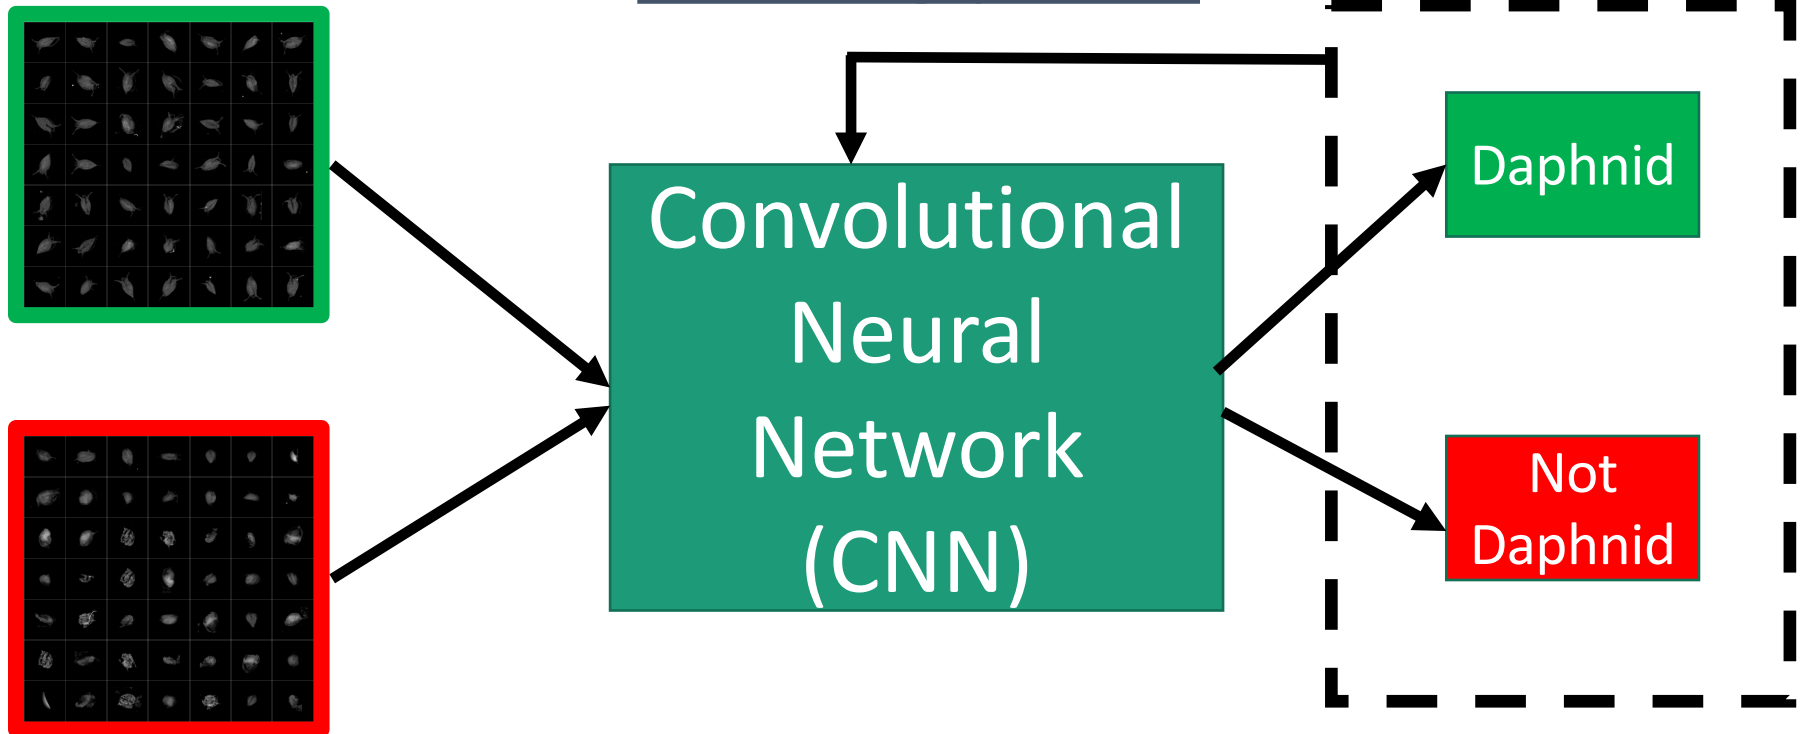 Convolutional
Neural
Network
(CNN)
Daphnid
Not
Daphnid